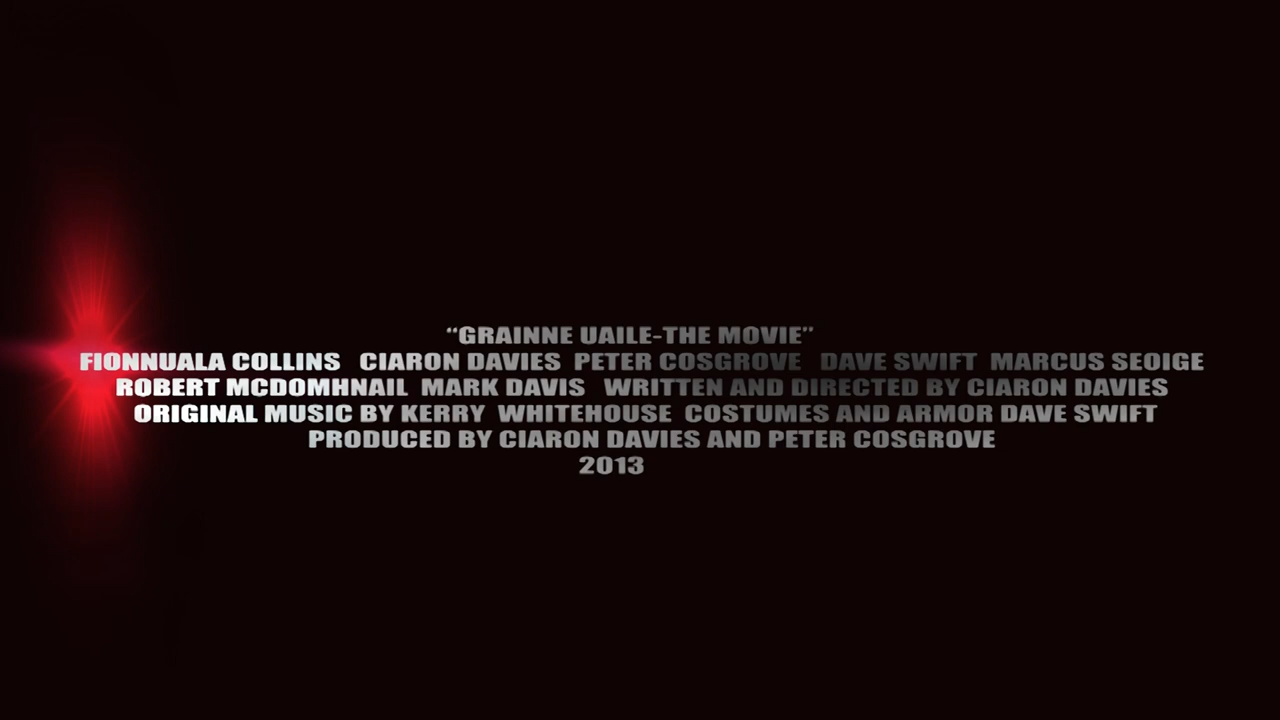 “GRAINNE UAILE-THE MOVIE”
FIONNUALA COLLINS CIARON DAVIES PETER COSGROVE DAVE SWIFT MARCUS SEOIGE
ROBERT MCDOMHNAIL MARK DAVIS WRITTEN AND DIRECTED BY CIARON DAVIES
ORIGINAL MUSIC BY KERRY WHITEHOUSE COSTUMES AND ARMOR DAVE SWIFT
PRODUCED BY CIARON DAVIES AND PETER COSGROVE
2013